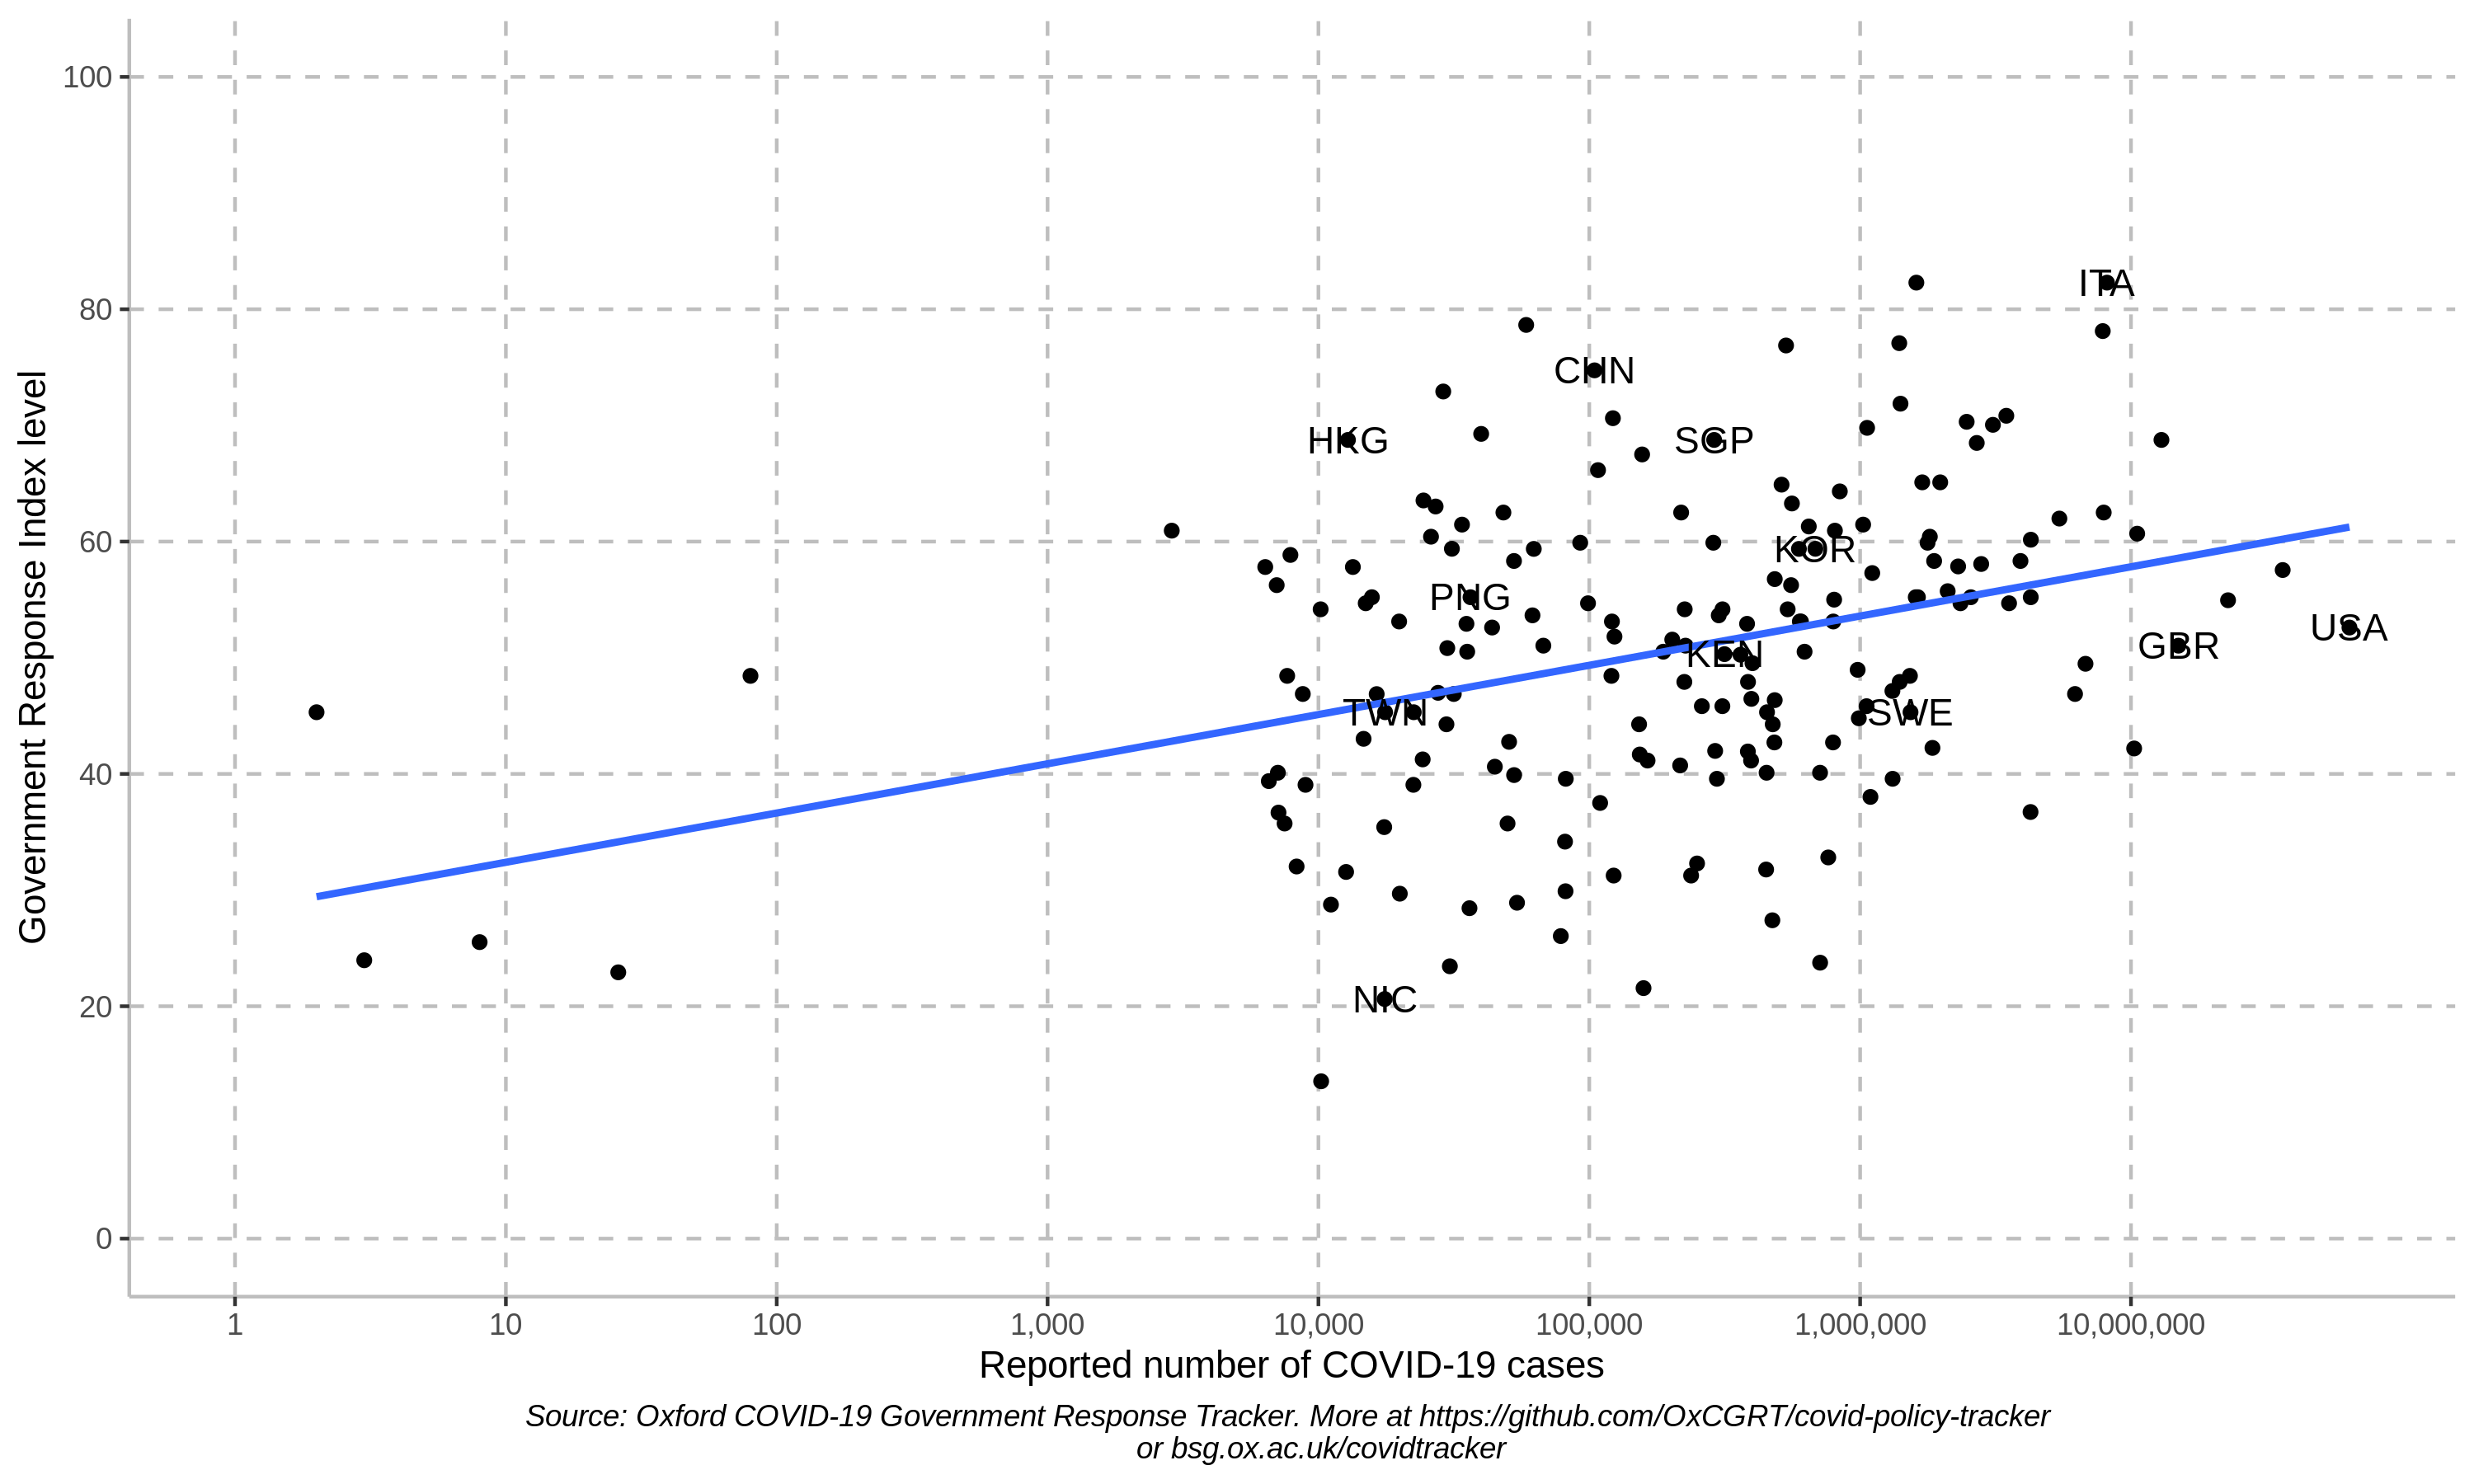 100
80
60
40
20
0
Government Response Index level
ITA
CHN
HKG
SGP
KOR
PNG
USA
GBR
KEN
TWN
SWE
NIC
1
10
100
1,000
10,000
100,000
1,000,000
10,000,000
Reported number of COVID-19 cases
Source: Oxford COVID-19 Government Response Tracker. More at https://github.com/OxCGRT/covid-policy-tracker
or bsg.ox.ac.uk/covidtracker